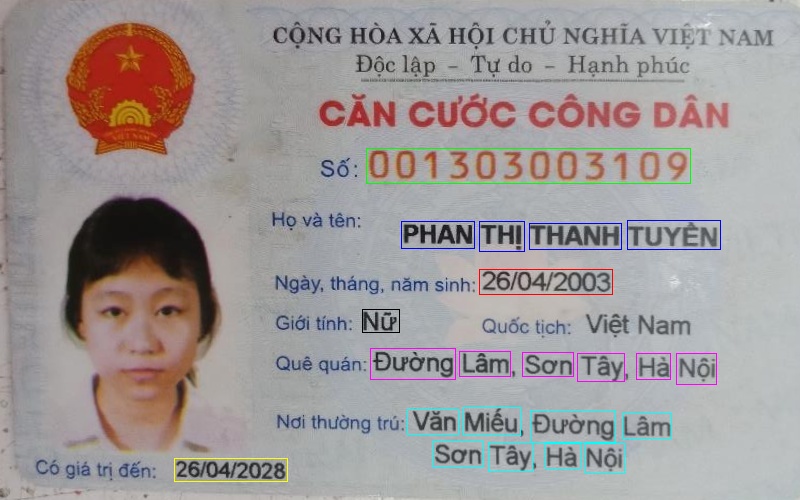 CỘNG HÒA XÃ HỘI CHỦ NGHĨA VIỆT NAM
Độc lập - Tự do - Hạnh phúc
CĂN CƯỚC CÔNG DÂN
Số: 001303003109
Họ và tên: PHAN THỊ THANH TUYỀN
Ngày, tháng, năm sinh: 26/04/2003
Giới tính: Nữ Quốc tịch: Việt Nam
Quê quán: Đường Lâm, Sơn Tây, Hà Nội
Nơi thường trú: Văn Miếu, Đường Lâm
Sơn Tây, Hà Nội
Có giá trị đến: 26/04/2028